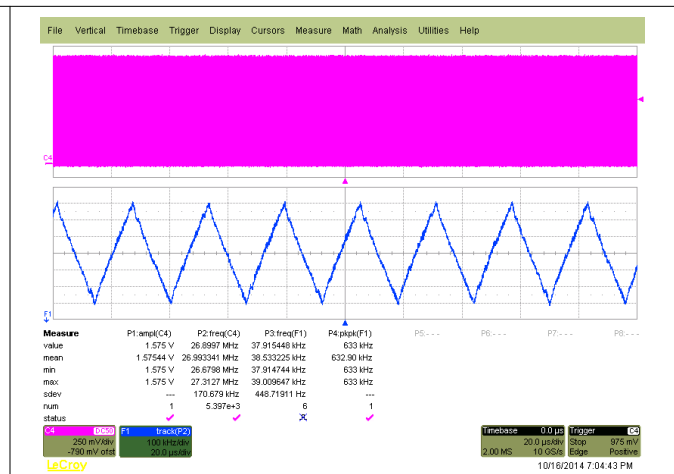 File Vertical Timebase Trigger Display Cursors Measure Math Analysis Utilities Help
C4
F1
Measure P1:ampl(C4) P2:freq(C4) P3:freq(F1) P4:pkpk(F1) P5:- - - P6:- - - P7:- - - P8:- - -
value 1.575 V 26.8997 MHz 37.915448 kHz 633 kHz
mean 1.57544 V 26.993341 MHz 38.533225 kHz 632.90 kHz
min 1.575 V 26.6798 MHz 37.914744 kHz 633 kHz
max 1.575 V 27.3127 MHz 39.009647 kHz 633 kHz
sdev --- 170.679 kHz 448.71911 Hz ---
num 1 5.397e+3 6 1
status
C4 DC50 F1 track(P2) Timebase 0.0 µs Trigger C4
250 mV/div 100 kHz/div 20.0 µs/div Stop 975 mV
-790 mV ofst 20.0 µs/div 2.00 MS 10 GS/s Edge Positive
LeCroy 10/16/2014 7:04:43 PM